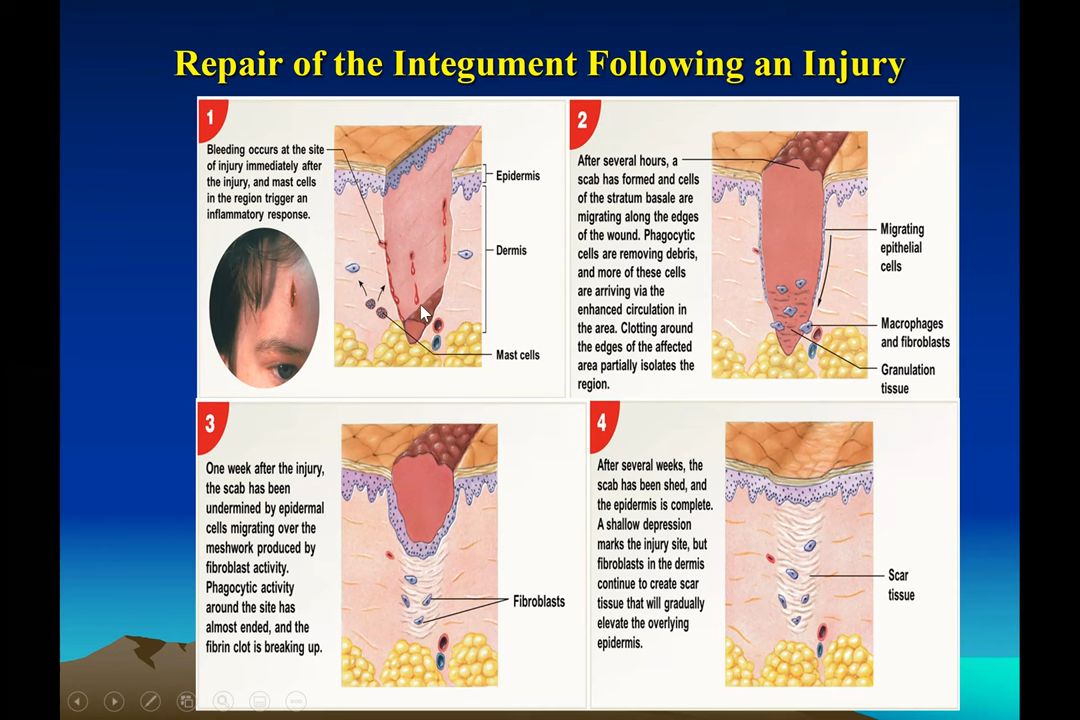 Repair of the Integument Following an Injury
1
Bleeding occurs at the site
of injury immediately after
the injury, and mast cells
in the region trigger an
inflammatory response.
Epidermis
Dermis
Mast cells
2
After several hours, a
scab has formed and cells
of the stratum basale are
migrating along the edges
of the wound. Phagocytic
cells are removing debris,
and more of these cells
are arriving via the
enhanced circulation in
the area. Clotting around
the edges of the affected
area partially isolates the
region.
Migrating
epithelial
cells
Macrophages
and fibroblasts
Granulation
tissue
3
One week after the injury,
the scab has been
undermined by epidermal
cells migrating over the
meshwork produced by
fibroblast activity.
Phagocytic activity
around the site has
almost ended, and the
fibrin clot is breaking up.
Fibroblasts
4
After several weeks, the
scab has been shed, and
the epidermis is complete.
A shallow depression
marks the injury site, but
fibroblasts in the dermis
continue to create scar
tissue that will gradually
elevate the overlying
epidermis.
Scar
tissue